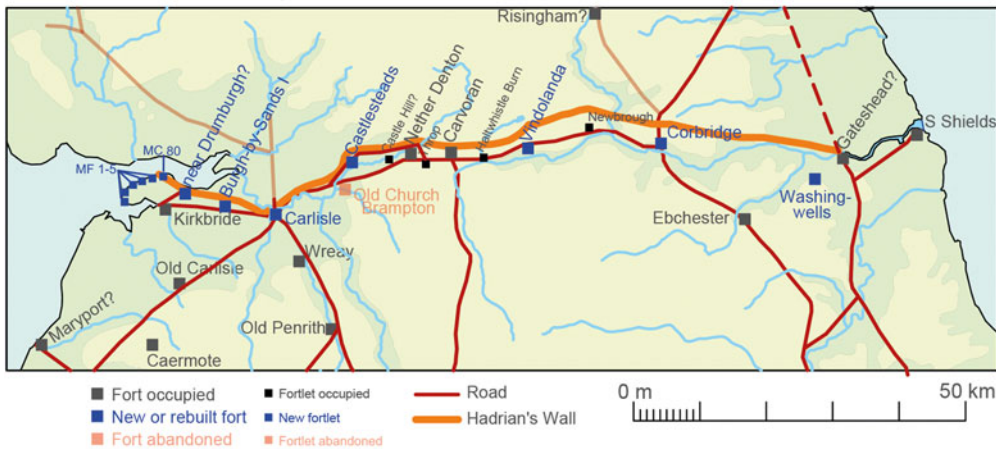 Risingham?
MC 80
MF 1-5
near Drumburgh?
Burgh-by-Sands I
Castlesteads
Castle Hill?
Nether Denton
Throp
Carvoran
Haltwhistle Burn
Vindolanda
Newbrough
Corbridge
Gateshead?
S Shields
Old Church
Brampton
Washing-
wells
Kirkbride
Carlisle
Ebchester
Wreay
Old Carlisle
Maryport?
Old Penrith
Caermote
Fort occupied
New or rebuilt fort
Fort abandoned
Fortlet occupied
New fortlet
Fortlet abandoned
Road
Hadrian's Wall
0 m
50 km